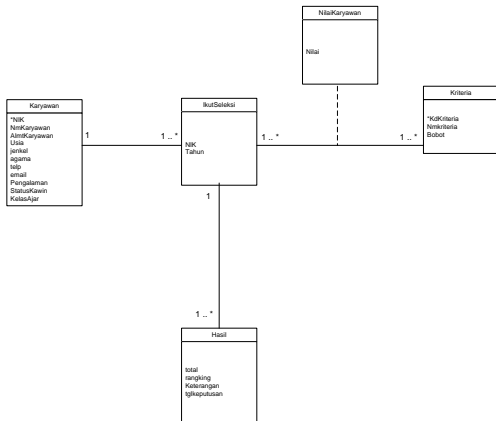 NilaiKaryawan
Nilai
Karyawan
*NIK
NmKaryawan
AlmtKaryawan
Usia
jenkel
agama
telp
email
Pengalaman
StatusKawin
KelasAjar
1
1 .. *
IkutSeleksi
NIK
Tahun
1 .. *
1 .. *
Kriteria
*KdKriteria
Nmkriteria
Bobot
1
1 .. *
Hasil
total
rangking
Keterangan
tglkeputusan